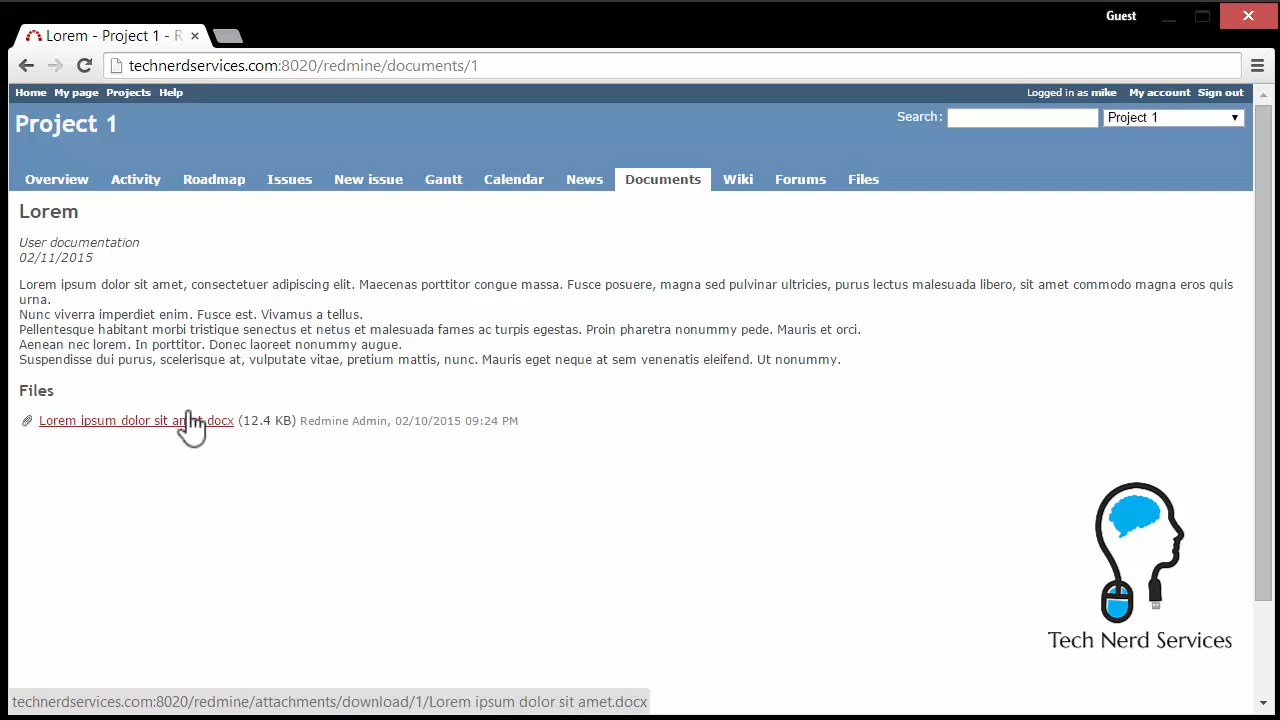 Guest
Lorem - Project 1 - R
technerdservices.com:8020/redmine/documents/1
Home My page Projects Help
Logged in as mike My account Sign out
Project 1
Search: Project 1
Overview Activity Roadmap Issues New issue Gantt Calendar News Documents Wiki Forums Files
Lorem
User documentation
02/11/2015
Lorem ipsum dolor sit amet, consectetuer adipiscing elit. Maecenas porttitor congue massa. Fusce posuere, magna sed pulvinar ultricies, purus lectus malesuada libero, sit amet commodo magna eros quis
urna.
Nunc viverra imperdiet enim. Fusce est. Vivamus a tellus.
Pellentesque habitant morbi tristique senectus et netus et malesuada fames ac turpis egestas. Proin pharetra nonummy pede. Mauris et orci.
Aenean nec lorem. In porttitor. Donec laoreet nonummy augue.
Suspendisse dui purus, scelerisque at, vulputate vitae, pretium mattis, nunc. Mauris eget neque at sem venenatis eleifend. Ut nonummy.
Files
Lorem ipsum dolor sit amet.docx (12.4 KB) Redmine Admin, 02/10/2015 09:24 PM
Tech Nerd Services
technerdservices.com:8020/redmine/attachments/download/1/Lorem ipsum dolor sit amet.docx